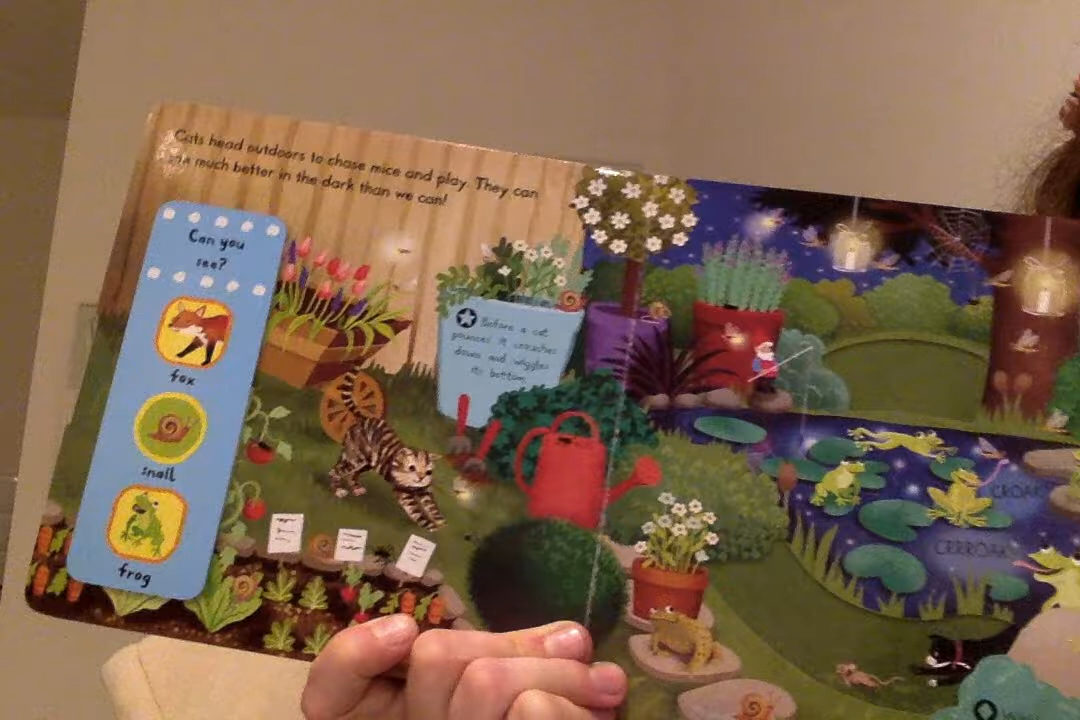 Cats head outdoors to chase mice and play. They can
see much better in the dark than we can!
Can you
see?
fox
snail
frog
Before a cat
pounces it crouches
down and wiggles
its bottom.
CROAK
CRRROAK